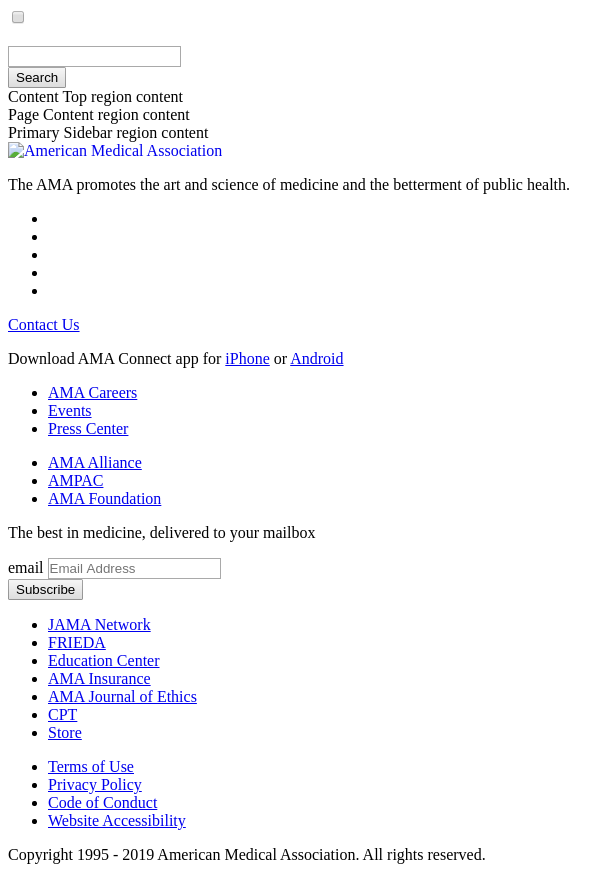 Search
Content Top region content
Page Content region content
Primary Sidebar region content
American Medical Association
The AMA promotes the art and science of medicine and the betterment of public health.
Contact Us
Download AMA Connect app for iPhone or Android
AMA Careers
Events
Press Center
AMA Alliance
AMPAC
AMA Foundation
The best in medicine, delivered to your mailbox
email Email Address
Subscribe
JAMA Network
FRIEDA
Education Center
AMA Insurance
AMA Journal of Ethics
CPT
Store
Terms of Use
Privacy Policy
Code of Conduct
Website Accessibility
Copyright 1995 - 2019 American Medical Association. All rights reserved.